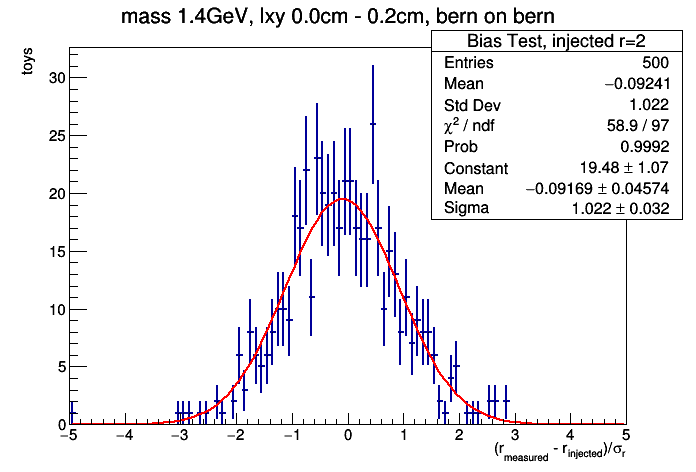 mass 1.4GeV, lxy 0.0cm - 0.2cm, bern on bern
Bias Test, injected r=2
Entries 500
Mean −0.09241
Std Dev 1.022
χ² / ndf 58.9 / 97
Prob 0.9992
Constant 19.48 ± 1.07
Mean −0.09169 ± 0.04574
Sigma 1.022 ± 0.032
toys
30
25
20
15
10
5
0
−5 −4 −3 −2 −1 0 1 2 3 4 5
(r_measured - r_injected)/σ_r